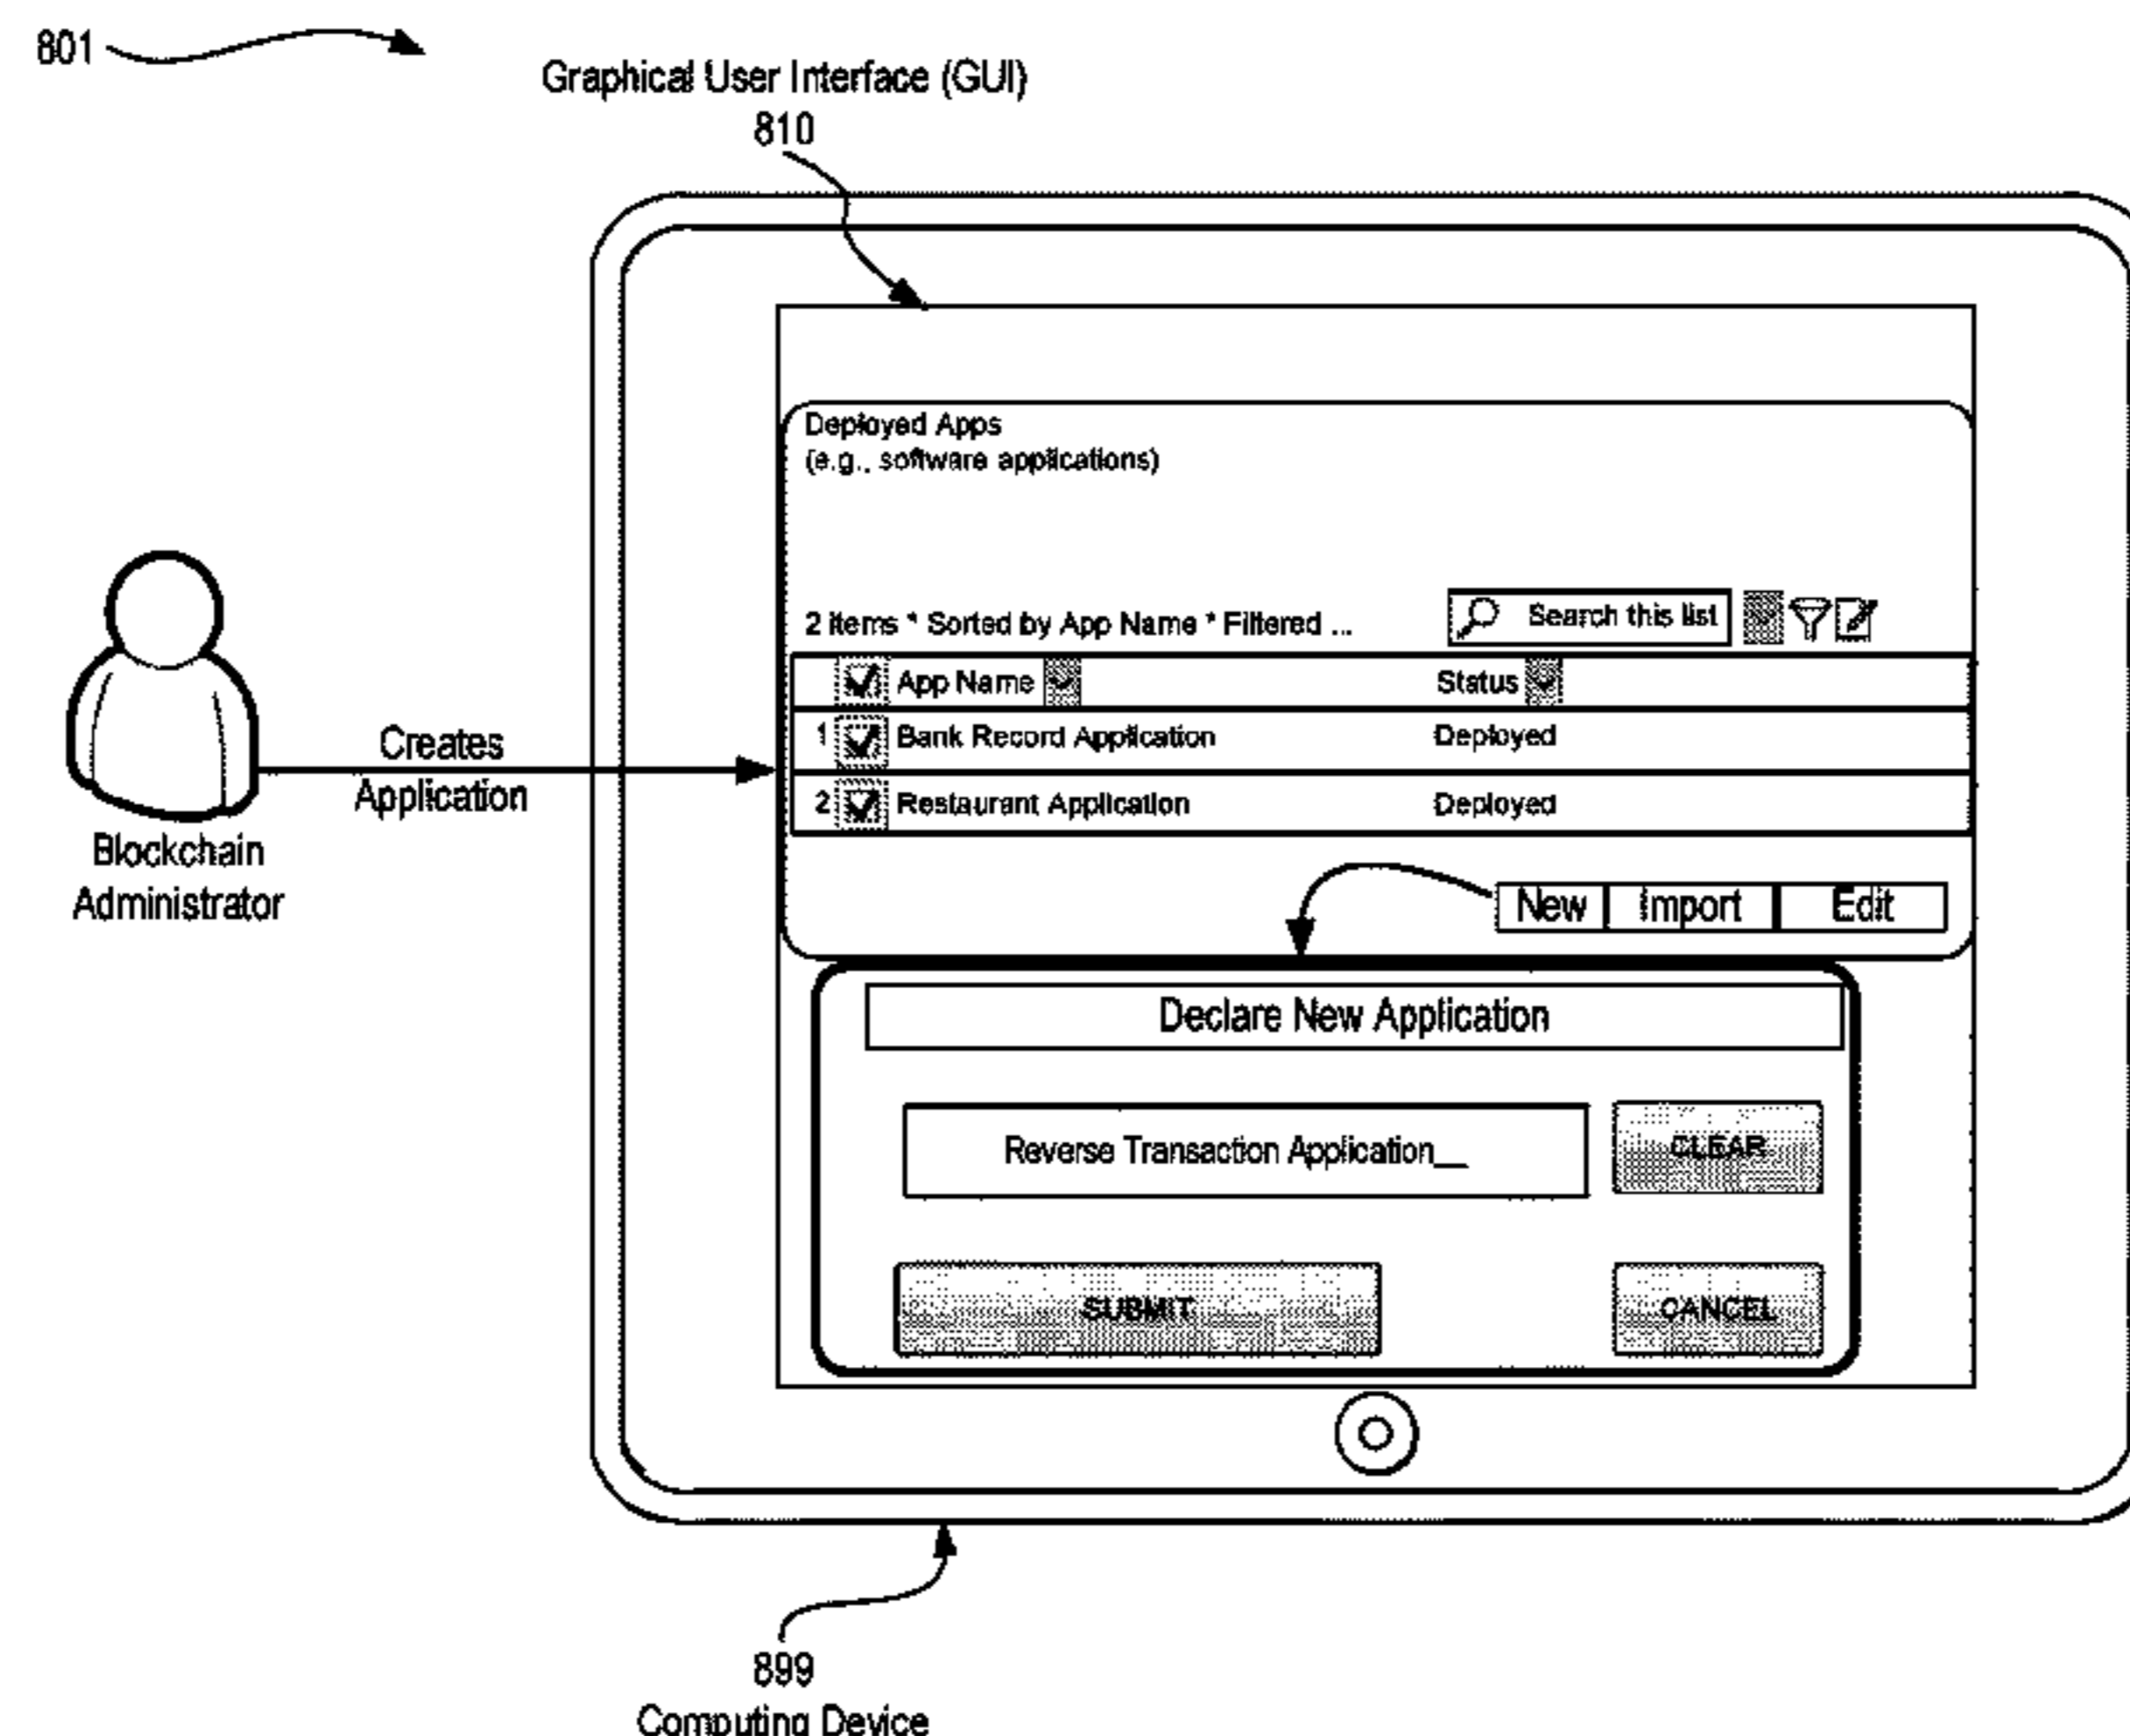 801
Graphical User Interface (GUI)
810
Deployed Apps
(e.g., software applications)
2 items * Sorted by App Name * Filtered ...
Search this list
App Name
Status
1 Bank Record Application Deployed
2 Restaurant Application Deployed
Creates
Application
Blockchain
Administrator
New Import Edit
Declare New Application
Reverse Transaction Application__
CLEAR
SUBMIT
CANCEL
899
Computing Device